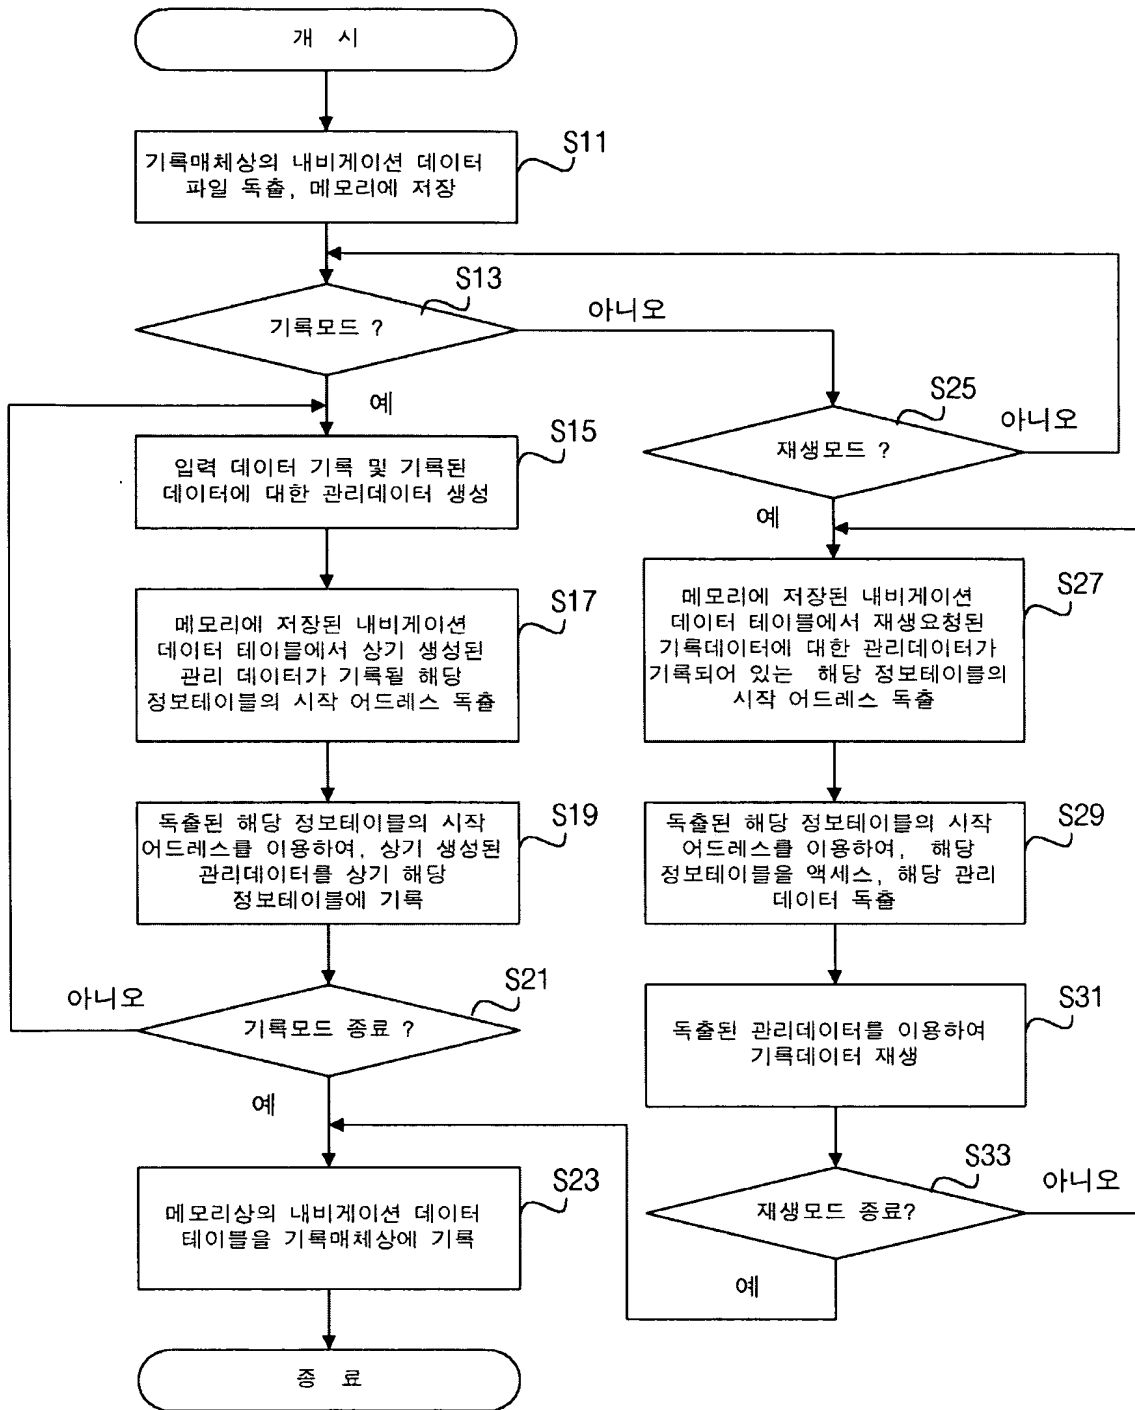 개 시
S11
기록매체상의 내비게이션 데이터
파일 독출, 메모리에 저장
S13
기록모드 ?
아니오
예
S15
입력 데이터 기록 및 기록된
데이터에 대한 관리데이터 생성
S17
메모리에 저장된 내비게이션
데이터 테이블에서 상기 생성된
관리 데이터가 기록될 해당
정보테이블의 시작 어드레스 독출
S19
독출된 해당 정보테이블의 시작
어드레스를 이용하여, 상기 생성된
관리데이터를 상기 해당
정보테이블에 기록
S21
아니오
기록모드 종료 ?
예
S23
메모리상의 내비게이션 데이터
테이블을 기록매체상에 기록
종 료
S25
재생모드 ?
아니오
예
S27
메모리에 저장된 내비게이션
데이터 테이블에서 재생요청된
기록데이터에 대한 관리데이터가
기록되어 있는 해당 정보테이블의
시작 어드레스 독출
S29
독출된 해당 정보테이블의 시작
어드레스를 이용하여, 해당
정보테이블을 액세스, 해당 관리
데이터 독출
S31
독출된 관리데이터를 이용하여
기록데이터 재생
S33
재생모드 종료?
아니오
예